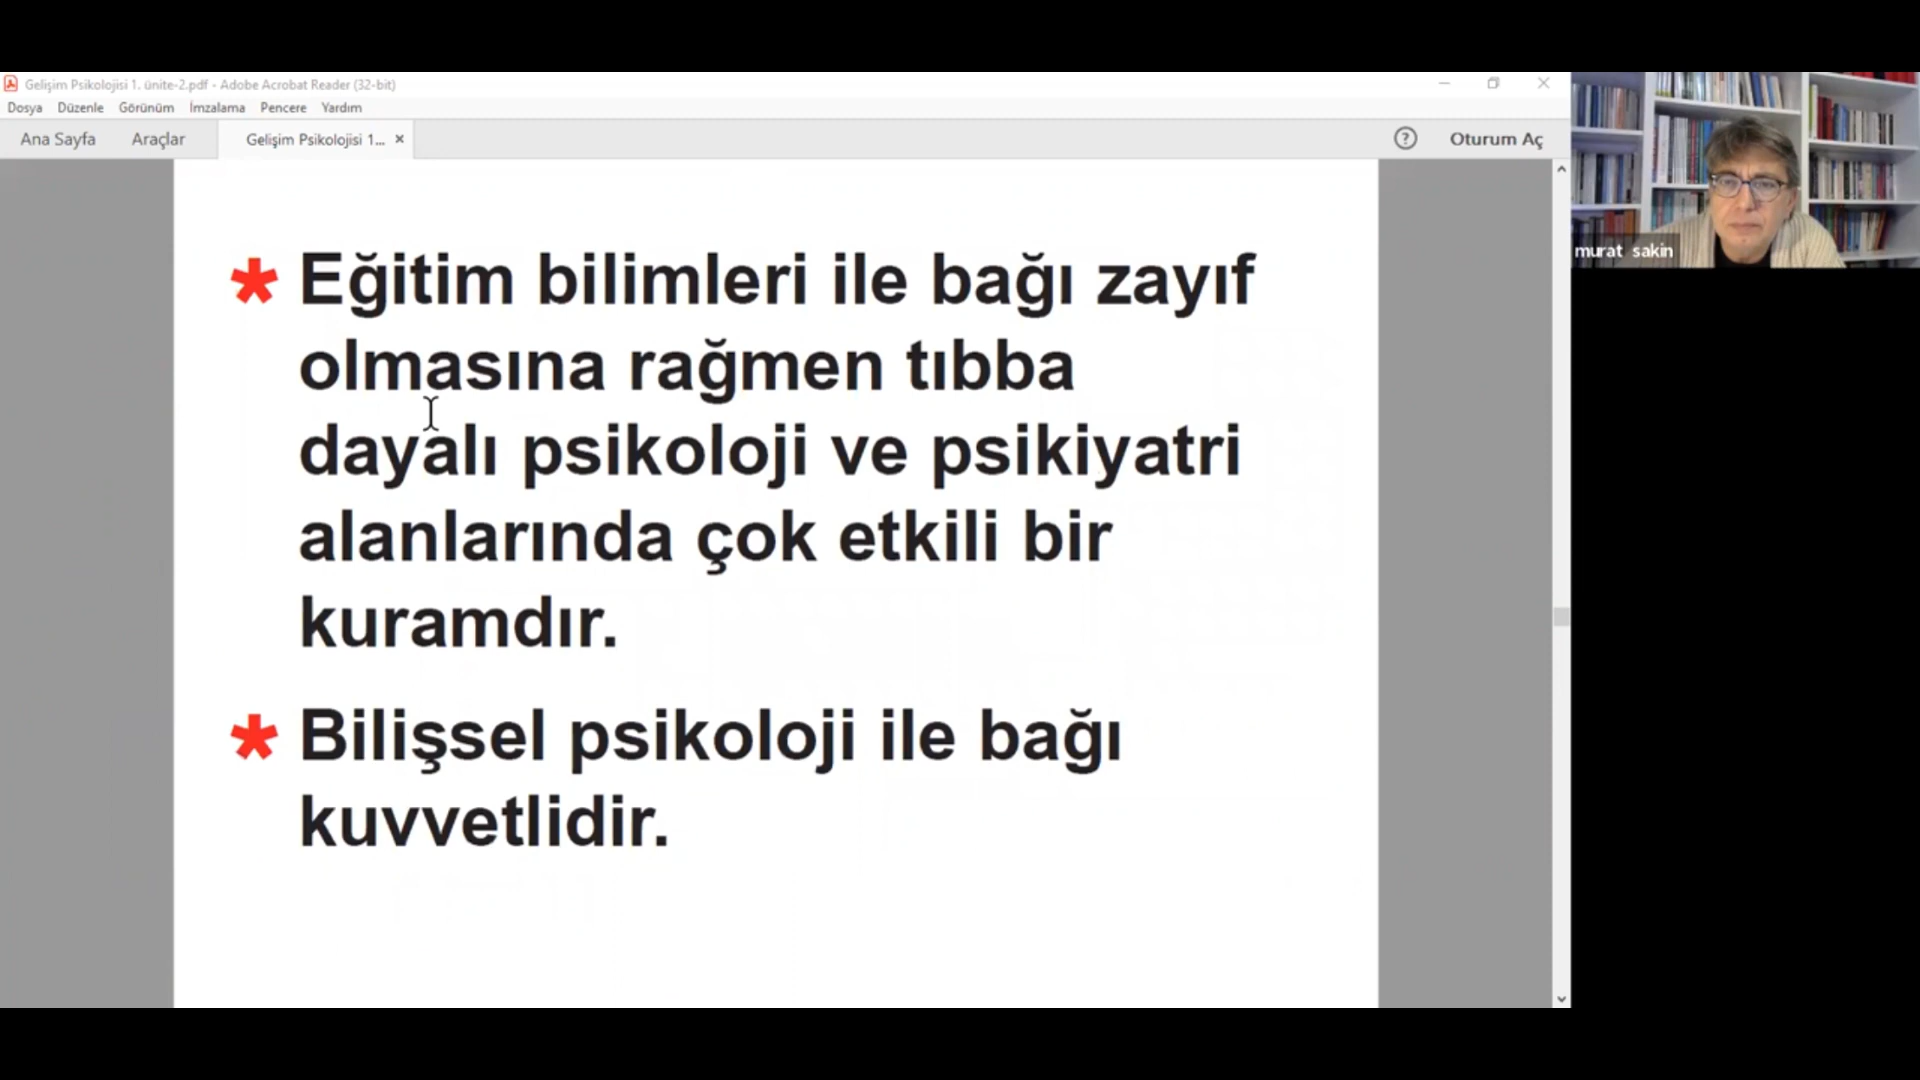 Gelişim Psikolojisi 1. ünite-2.pdf - Adobe Acrobat Reader (32-bit)
Dosya Düzenle Görünüm İmzalama Pencere Yardım
Ana Sayfa Araçlar Gelişim Psikolojisi 1... × ? Oturum Aç
* Eğitim bilimleri ile bağı zayıf
olmasına rağmen tıbba
dayalı psikoloji ve psikiyatri
alanlarında çok etkili bir
kuramdır.
* Bilişsel psikoloji ile bağı
kuvvetlidir.
murat sakin